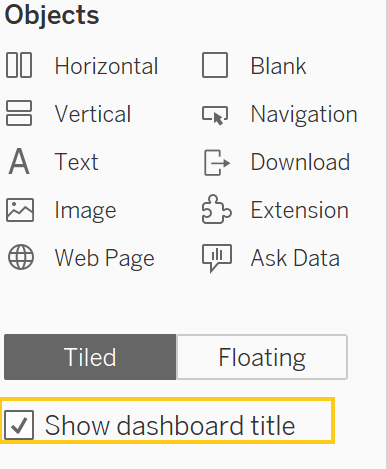 Objects
Horizontal Blank
Vertical Navigation
Text Download
Image Extension
Web Page Ask Data
Tiled Floating
Show dashboard title